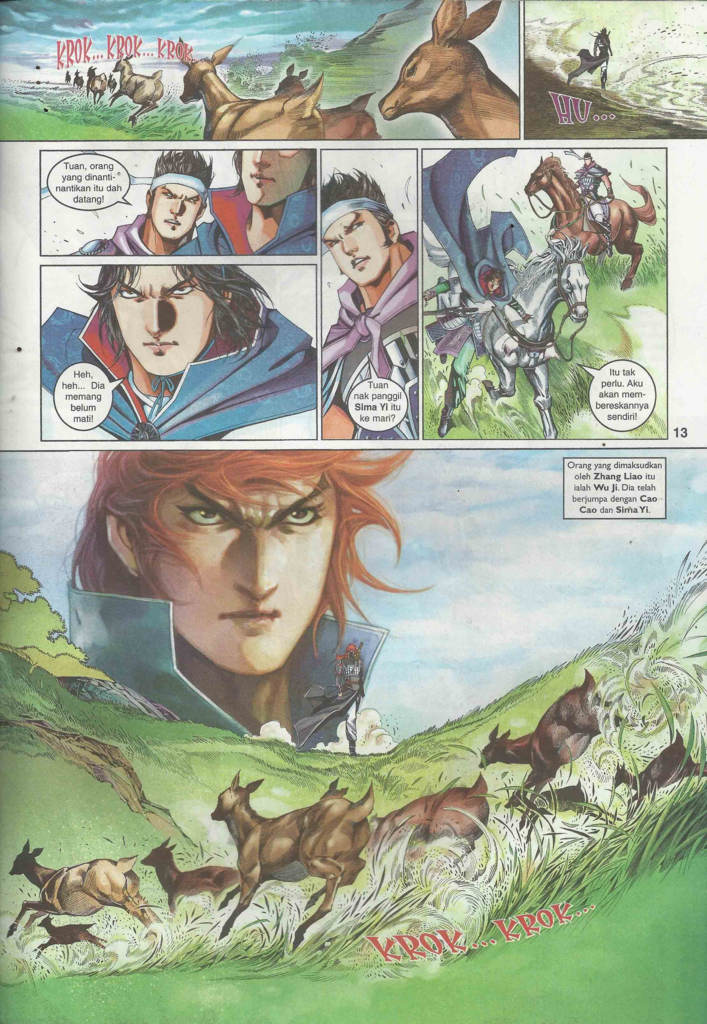 KROK... KROK... KROK
HU...
Tuan, orang
yang dinanti-
nantikan itu dah
datang!
Heh,
heh... Dia
memang
belum
mati!
Tuan
nak panggil
Sima Yi itu
ke mari?
Itu tak
perlu. Aku
akan mem-
bereskannya
sendiri!
13
Orang yang dimaksudkan
oleh Zhang Liao itu
ialah Wu Ji. Dia telah
berjumpa dengan Cao
Cao dan Sima Yi.
KROK... KROK...